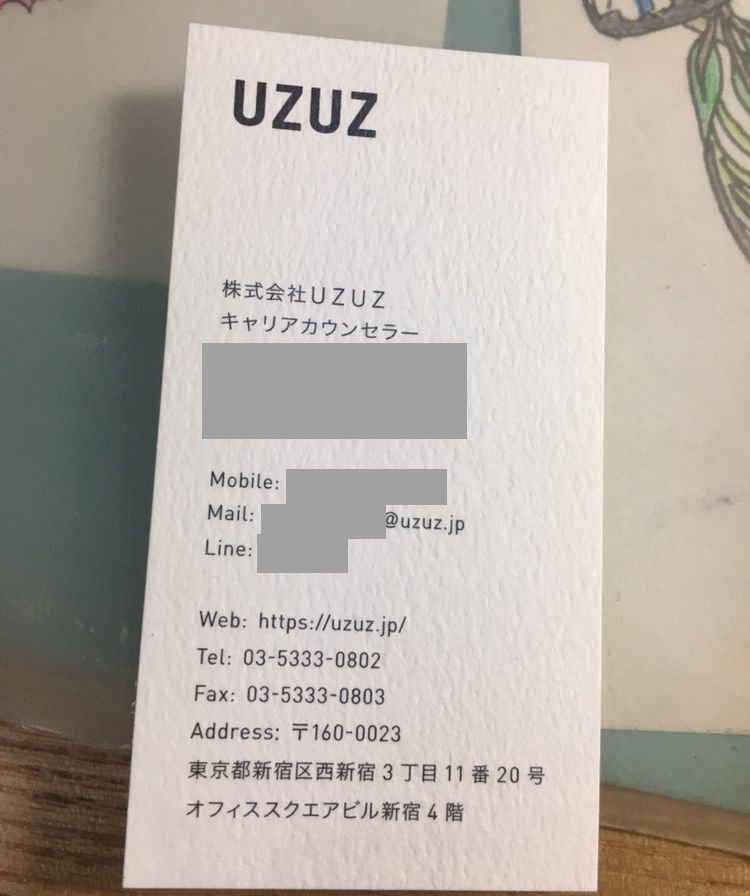 UZUZ
株式会社UZUZ
キャリアカウンセラー
Mobile:
Mail: @uzuz.jp
Line:
Web: https://uzuz.jp/
Tel: 03-5333-0802
Fax: 03-5333-0803
Address: 〒160-0023
東京都新宿区西新宿3丁目11番20号
オフィススクエアビル新宿4階